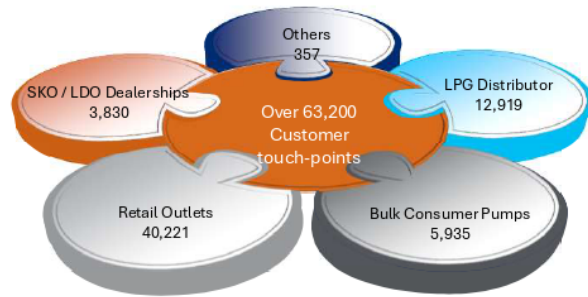 Others
357
SKO / LDO Dealerships
3,830
LPG Distributor
12,919
Over 63,200
Customer
touch-points
Retail Outlets
40,221
Bulk Consumer Pumps
5,935